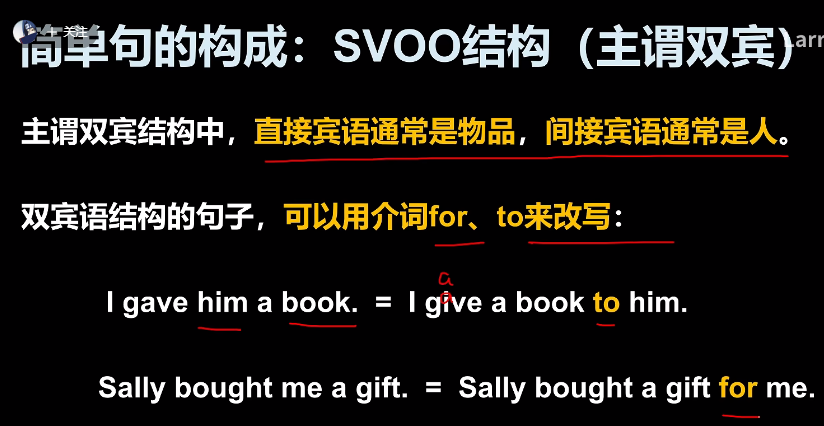 + 关注
简单句的构成：SVOO结构（主谓双宾）
Larr
主谓双宾结构中，直接宾语通常是物品，间接宾语通常是人。
双宾语结构的句子，可以用介词for、to来改写：
a
I gave him a book. = I give a book to him.
Sally bought me a gift. = Sally bought a gift for me.